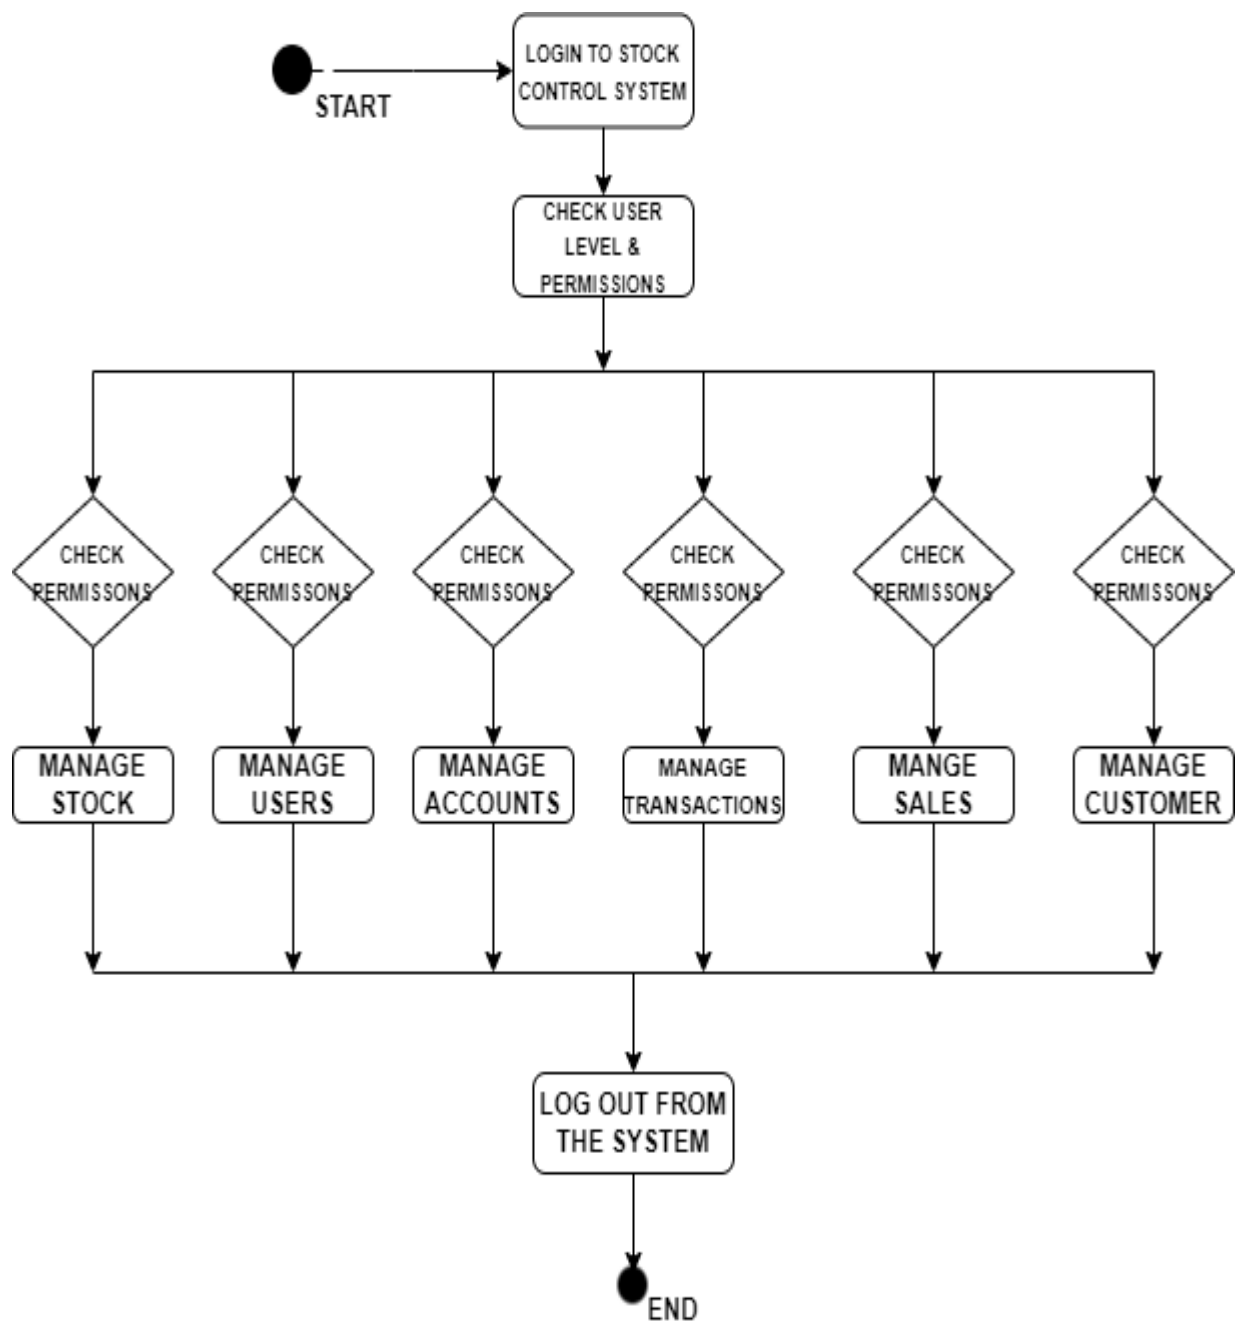 LOGIN TO STOCK
CONTROL SYSTEM
START
CHECK USER
LEVEL &
PERMISSIONS
CHECK
PERMISSONS
CHECK
PERMISSONS
CHECK
PERMISSONS
CHECK
PERMISSONS
CHECK
PERMISSONS
CHECK
PERMISSONS
MANAGE
STOCK
MANAGE
USERS
MANAGE
ACCOUNTS
MANAGE
TRANSACTIONS
MANGE
SALES
MANAGE
CUSTOMER
LOG OUT FROM
THE SYSTEM
END